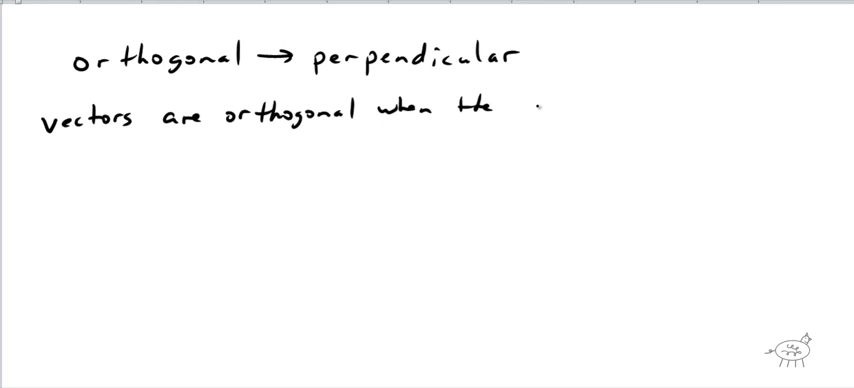 orthogonal → perpendicular
vectors are orthogonal when the